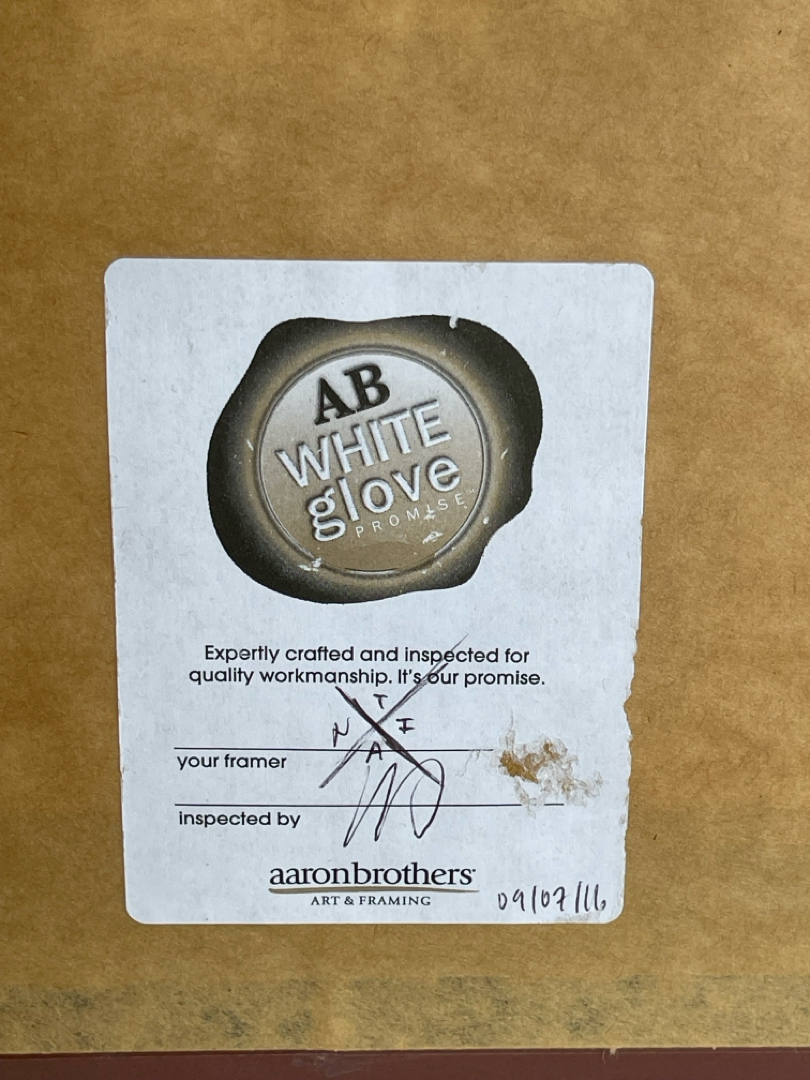 AB
WHITE
glove
PROMISE™
Expertly crafted and inspected for
quality workmanship. It's our promise.
T
N I
A
your framer
inspected by
aaronbrothers
ART & FRAMING
09/07/16